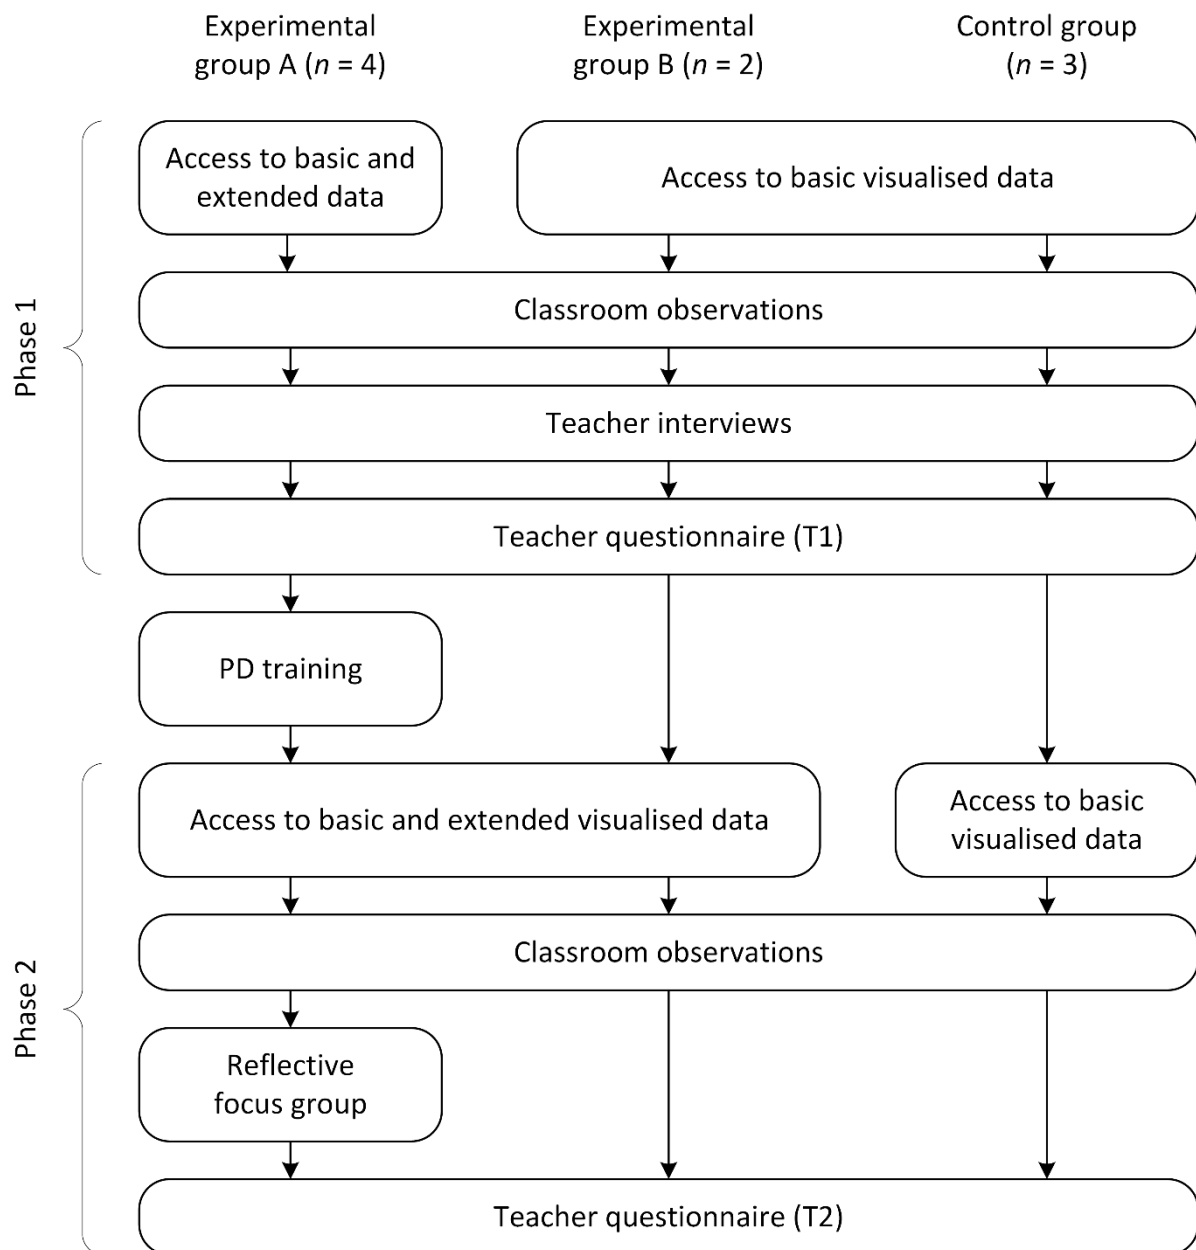 Experimental
group A (n = 4)
Experimental
group B (n = 2)
Control group
(n = 3)
Phase 1
Access to basic and
extended data
Access to basic visualised data
Classroom observations
Teacher interviews
Teacher questionnaire (T1)
PD training
Phase 2
Access to basic and extended visualised data
Access to basic
visualised data
Classroom observations
Reflective
focus group
Teacher questionnaire (T2)